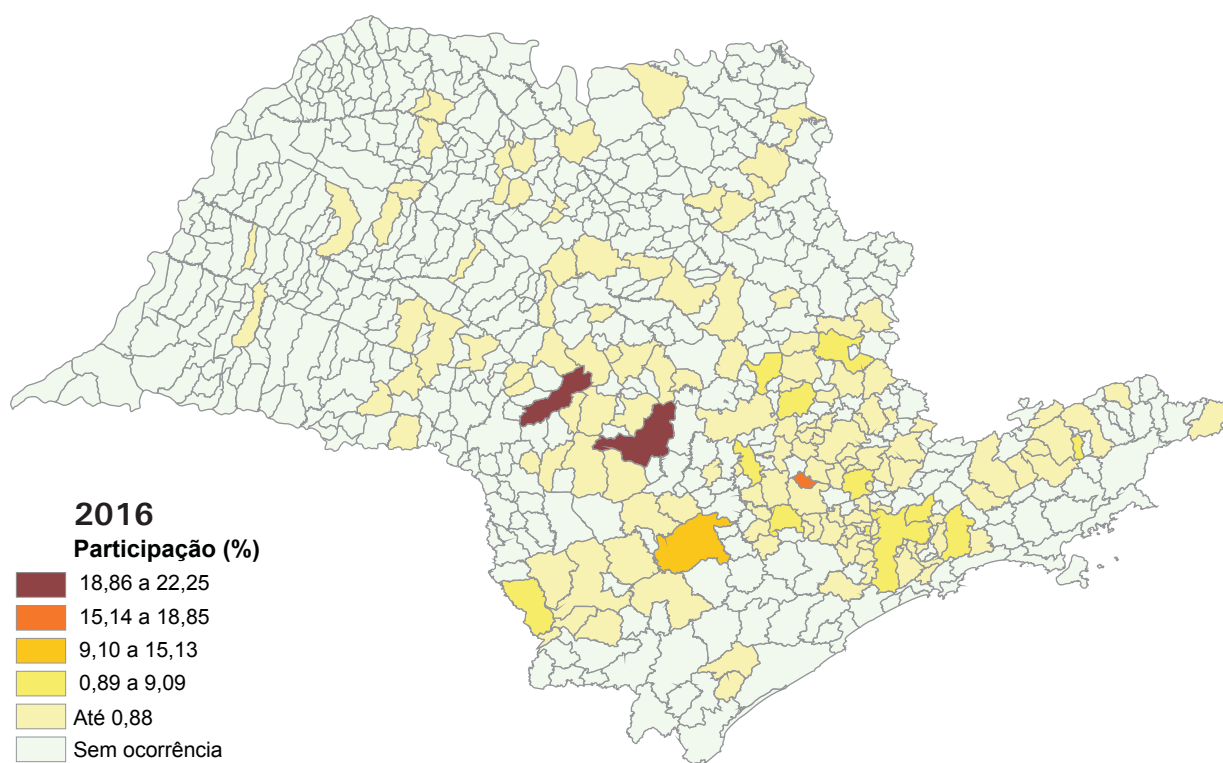 2016
Participação (%)
18,86 a 22,25
15,14 a 18,85
9,10 a 15,13
0,89 a 9,09
Até 0,88
Sem ocorrência